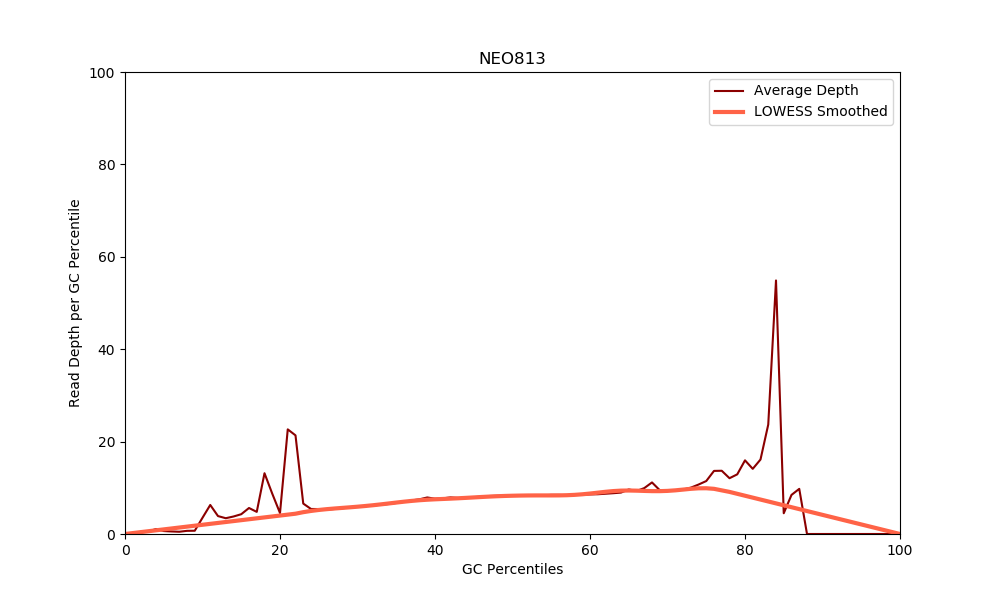 NEO813
Average Depth
LOWESS Smoothed
Read Depth per GC Percentile
100
80
60
40
20
0
0 20 40 60 80 100
GC Percentiles